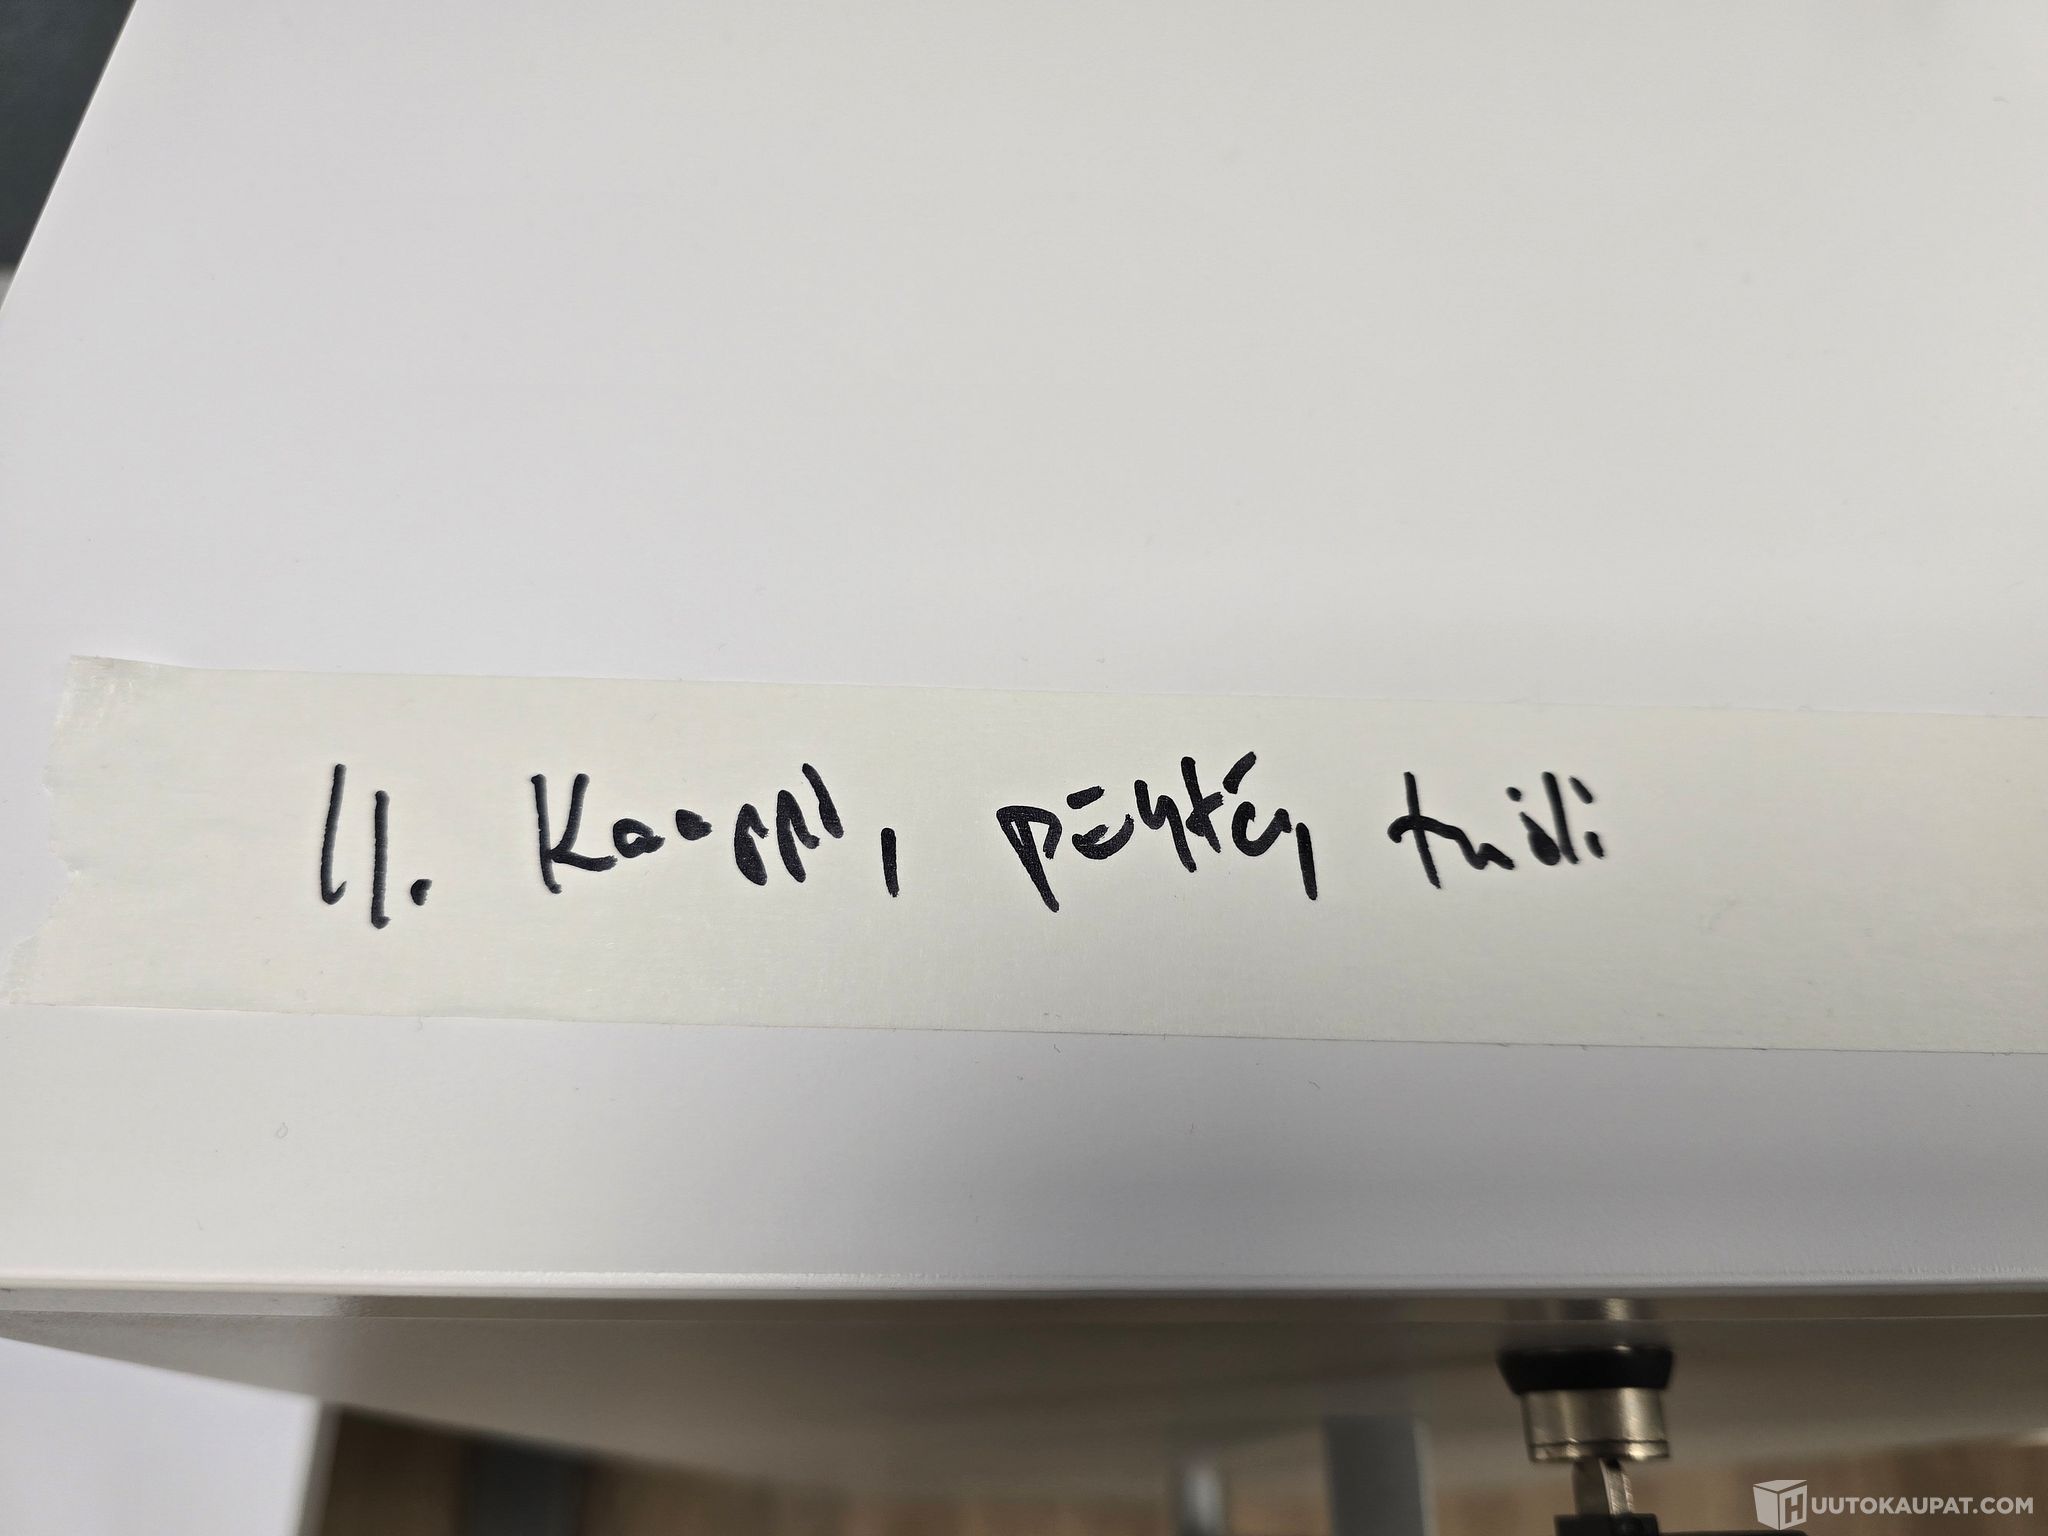 11. Kaappi, pöytä, tuoli
HUUTOKAUPAT.COM